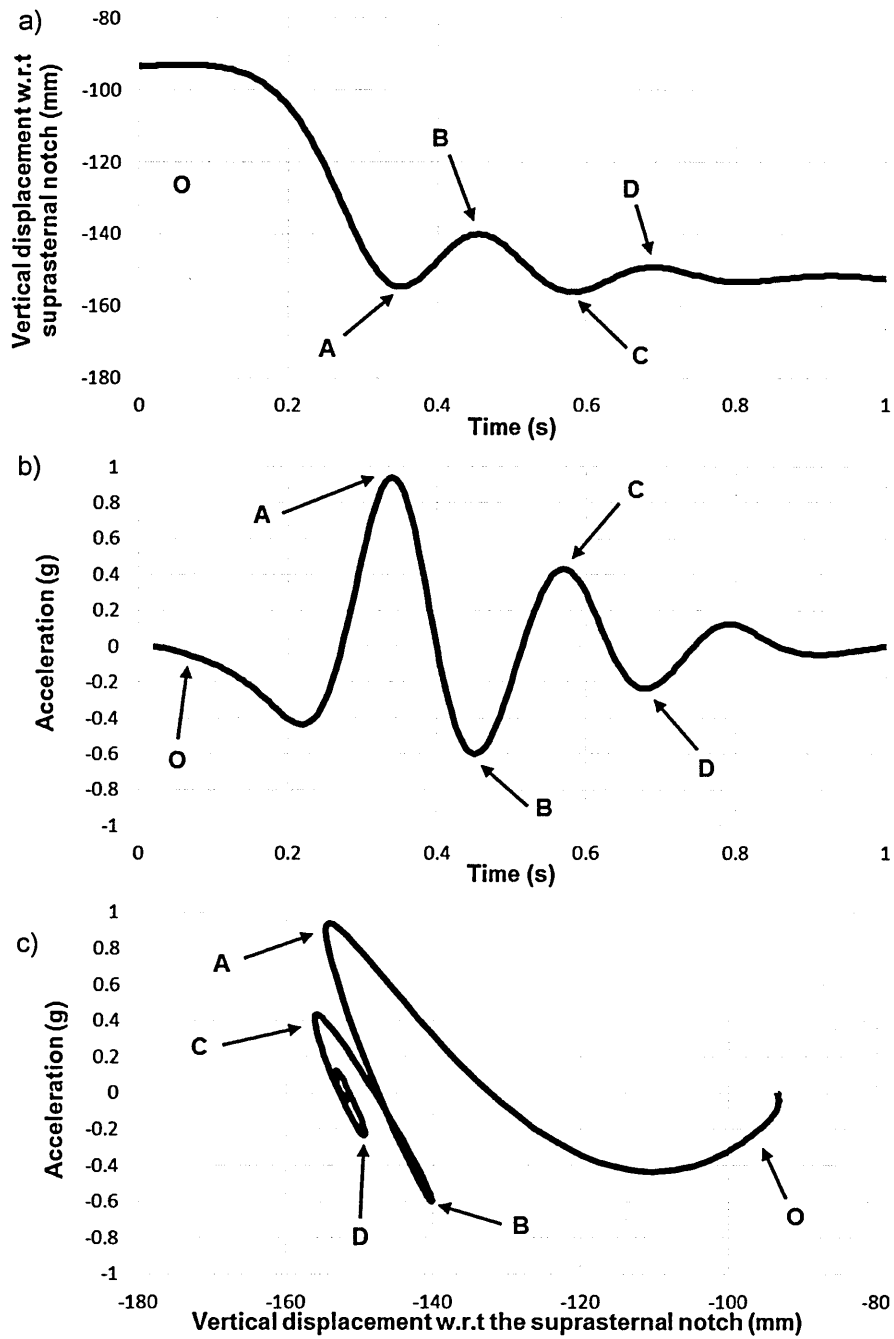 a)
Vertical displacement w.r.t
suprasternal notch (mm)
-80
-100
-120
-140
-160
-180
O
A
B
C
D
0 0.2 0.4 0.6 0.8 1
Time (s)
b)
Acceleration (g)
1
0.8
0.6
0.4
0.2
0
-0.2
-0.4
-0.6
-0.8
-1
O
A
B
C
D
0 0.2 0.4 0.6 0.8 1
Time (s)
c)
Acceleration (g)
1
0.8
0.6
0.4
0.2
0
-0.2
-0.4
-0.6
-0.8
-1
A
C
D
B
O
-180 -160 -140 -120 -100 -80
Vertical displacement w.r.t the suprasternal notch (mm)